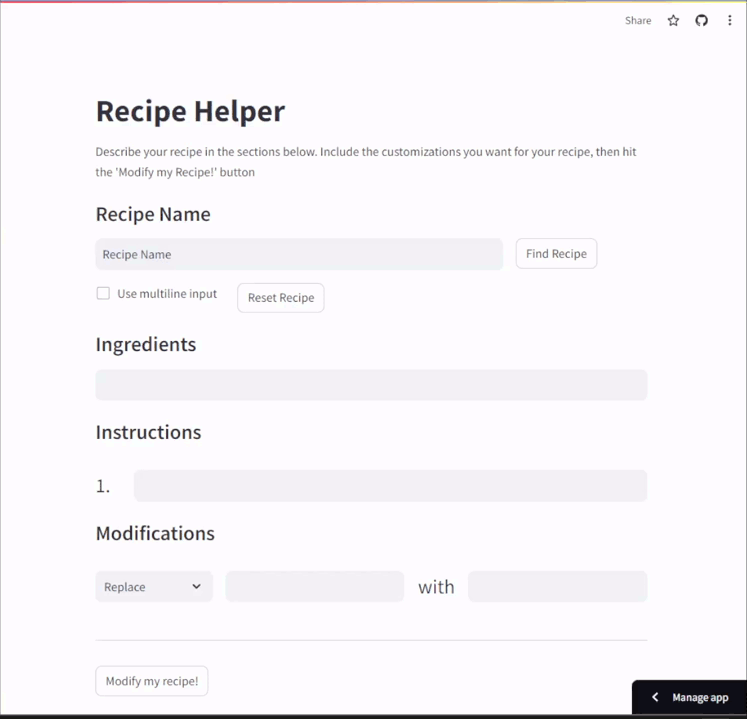 Share
Recipe Helper
Describe your recipe in the sections below. Include the customizations you want for your recipe, then hit
the 'Modify my Recipe!' button
Recipe Name
Recipe Name
Find Recipe
Use multiline input
Reset Recipe
Ingredients
Instructions
1.
Modifications
Replace
with
Modify my recipe!
Manage app